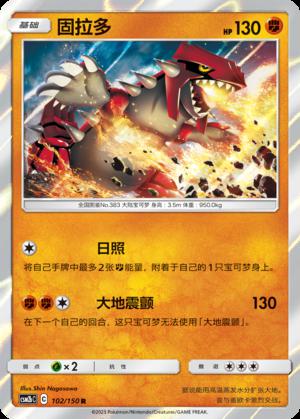 基础 固拉多 HP 130
全国图鉴No.383 大陆宝可梦 身高：3.5m 体重：950.0kg
日照
将自己手牌中最多2张能量，附着于自己的1只宝可梦身上。
大地震颤 130
在下一个自己的回合，这只宝可梦无法使用「大地震颤」。
弱点 ×2 抗性 撤退
Illus. Shin Nagasawa
CSM2b C C 102/150 R
©2023 Pokémon/Nintendo/Creatures/GAME FREAK.